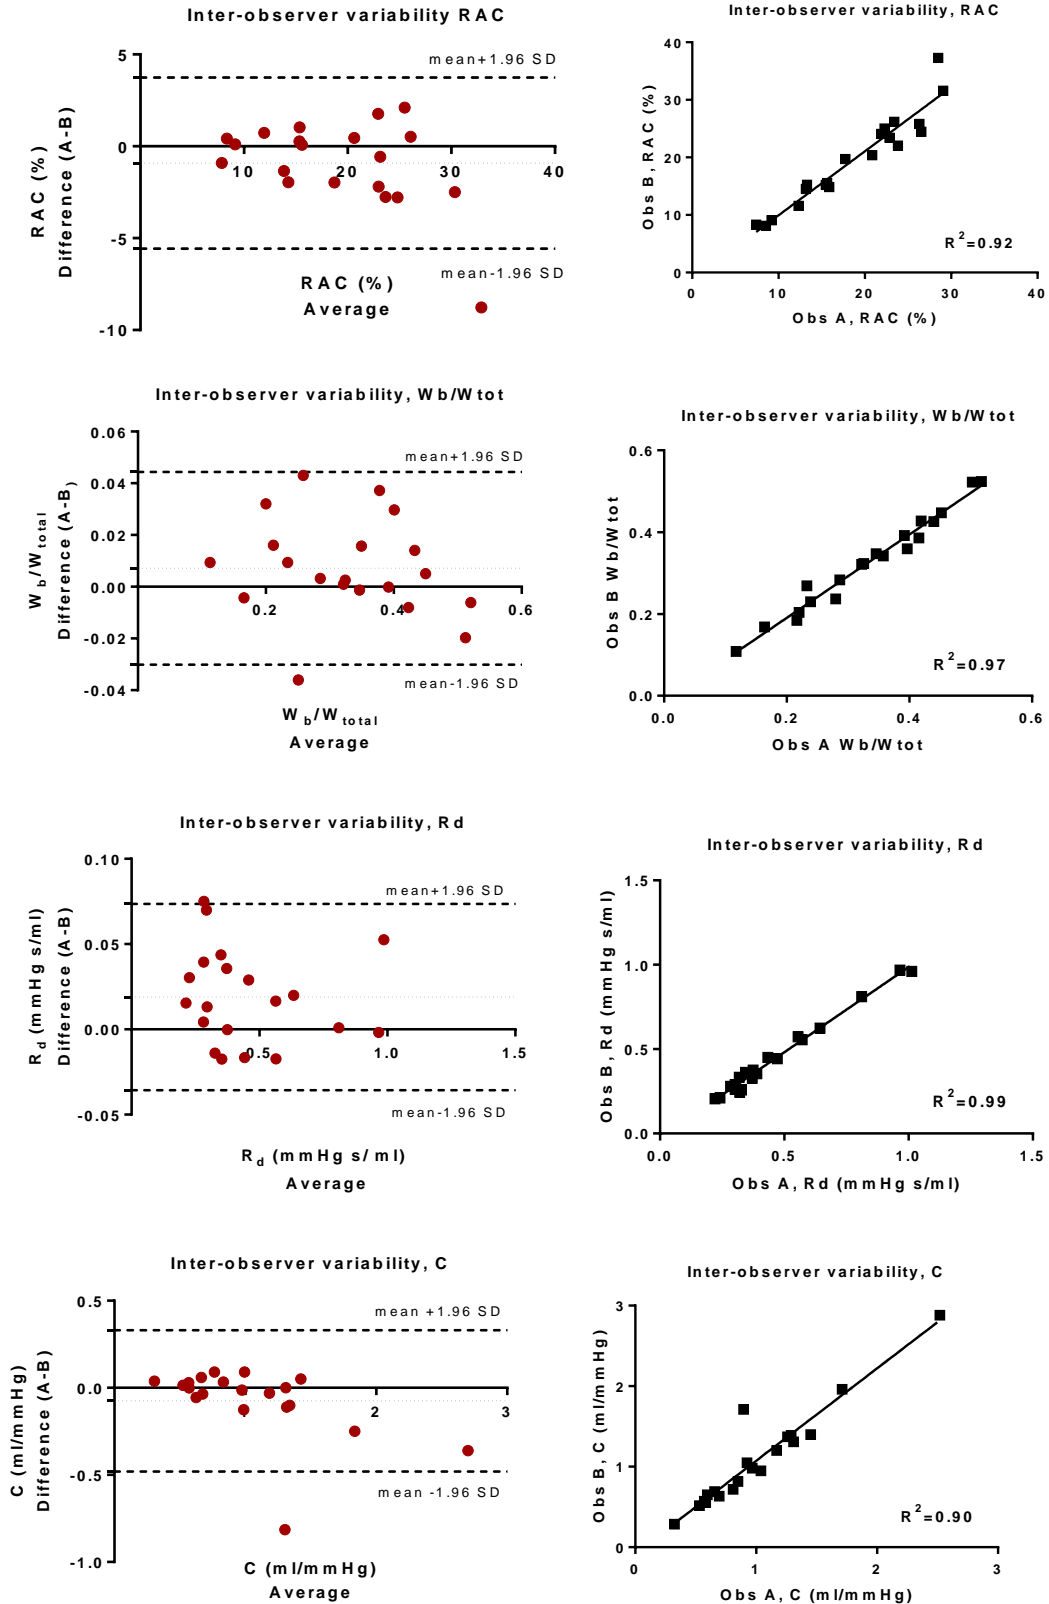 Inter-observer variability RAC
mean+1.96 SD
5
0
-5
-10
10
20
30
40
RAC (%)
Difference (A-B)
mean-1.96 SD
RAC (%)
Average
Inter-observer variability, RAC
40
30
20
10
0
0
10
20
30
40
Obs B, RAC (%)
R²=0.92
Obs A, RAC (%)
Inter-observer variability, Wb/Wtot
mean+1.96 SD
0.06
0.04
0.02
0.00
-0.02
-0.04
0.2
0.4
0.6
Wb/Wtotal
Difference (A-B)
mean-1.96 SD
Wb/Wtotal
Average
Inter-observer variability, Wb/Wtot
0.6
0.4
0.2
0.0
0.0
0.2
0.4
0.6
Obs B Wb/Wtot
R²=0.97
Obs A Wb/Wtot
Inter-observer variability, Rd
mean+1.96 SD
0.10
0.05
0.00
-0.05
0.5
1.0
1.5
Rd (mmHg s/ml)
Difference (A-B)
mean-1.96 SD
Rd (mmHg s/ml)
Average
Inter-observer variability, Rd
1.5
1.0
0.5
0.0
0.0
0.5
1.0
1.5
Obs B, Rd (mmHg s/ml)
R²=0.99
Obs A, Rd (mmHg s/ml)
Inter-observer variability, C
mean +1.96 SD
0.5
0.0
-0.5
-1.0
1
2
3
C (ml/mmHg)
Difference (A-B)
mean -1.96 SD
C (ml/mmHg)
Average
Inter-observer variability, C
3
2
1
0
0
1
2
3
Obs B, C (ml/mmHg)
R²=0.90
Obs A, C (ml/mmHg)